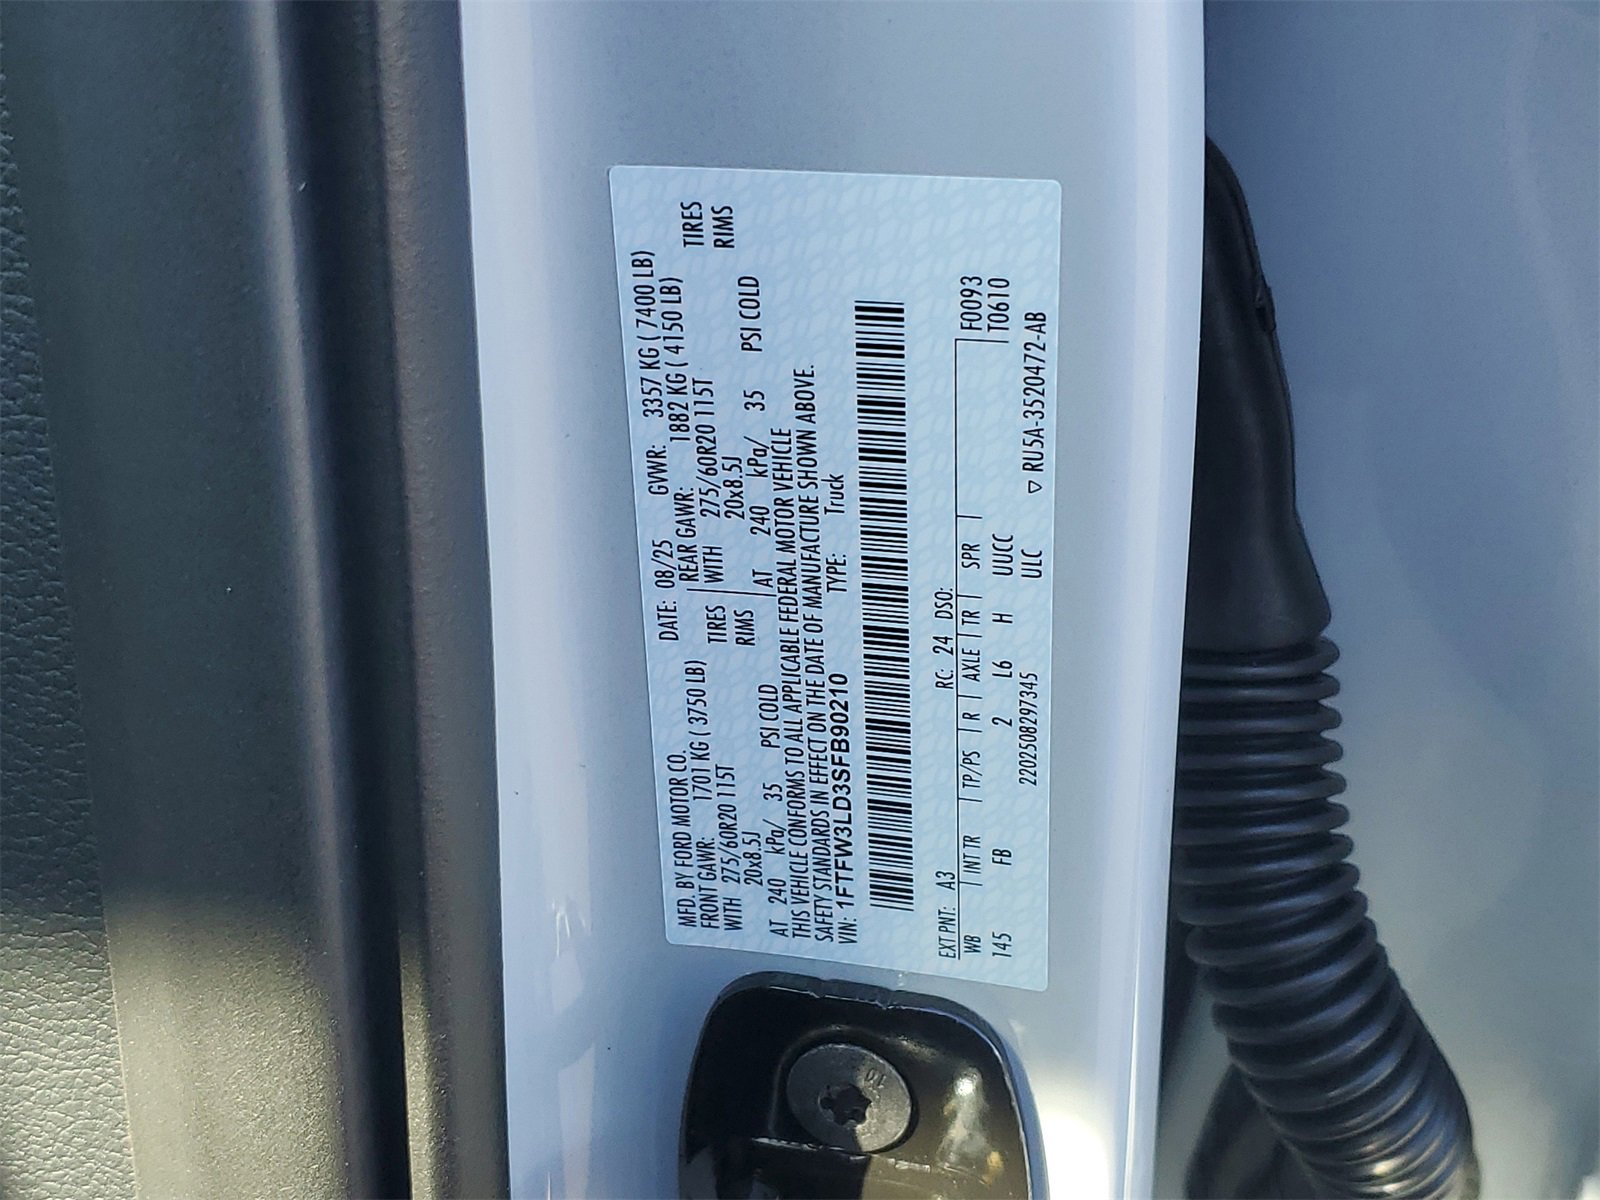 MFD. BY FORD MOTOR CO. DATE: 08/25 GVWR: 3357 KG ( 7400 LB)
FRONT GAWR: 1701 KG ( 3750 LB) REAR GAWR: 1882 KG ( 4150 LB)
WITH 275/60R20 115T TIRES WITH 275/60R20 115T TIRES
20x8.5J RIMS 20x8.5J RIMS
AT 240 kPa/ 35 PSI COLD AT 240 kPa/ 35 PSI COLD
THIS VEHICLE CONFORMS TO ALL APPLICABLE FEDERAL MOTOR VEHICLE
SAFETY STANDARDS IN EFFECT ON THE DATE OF MANUFACTURE SHOWN ABOVE.
VIN: 1FTFW3LD3SFB90210 TYPE: Truck
EXT PNT: A3 RC: 24 DSO: F0093
WB INT TR TP/PS R AXLE TR SPR T0610
145 FB 2 L6 H UUCC
2202508297345 ULC ▽ RU5A-3520472-AB
10